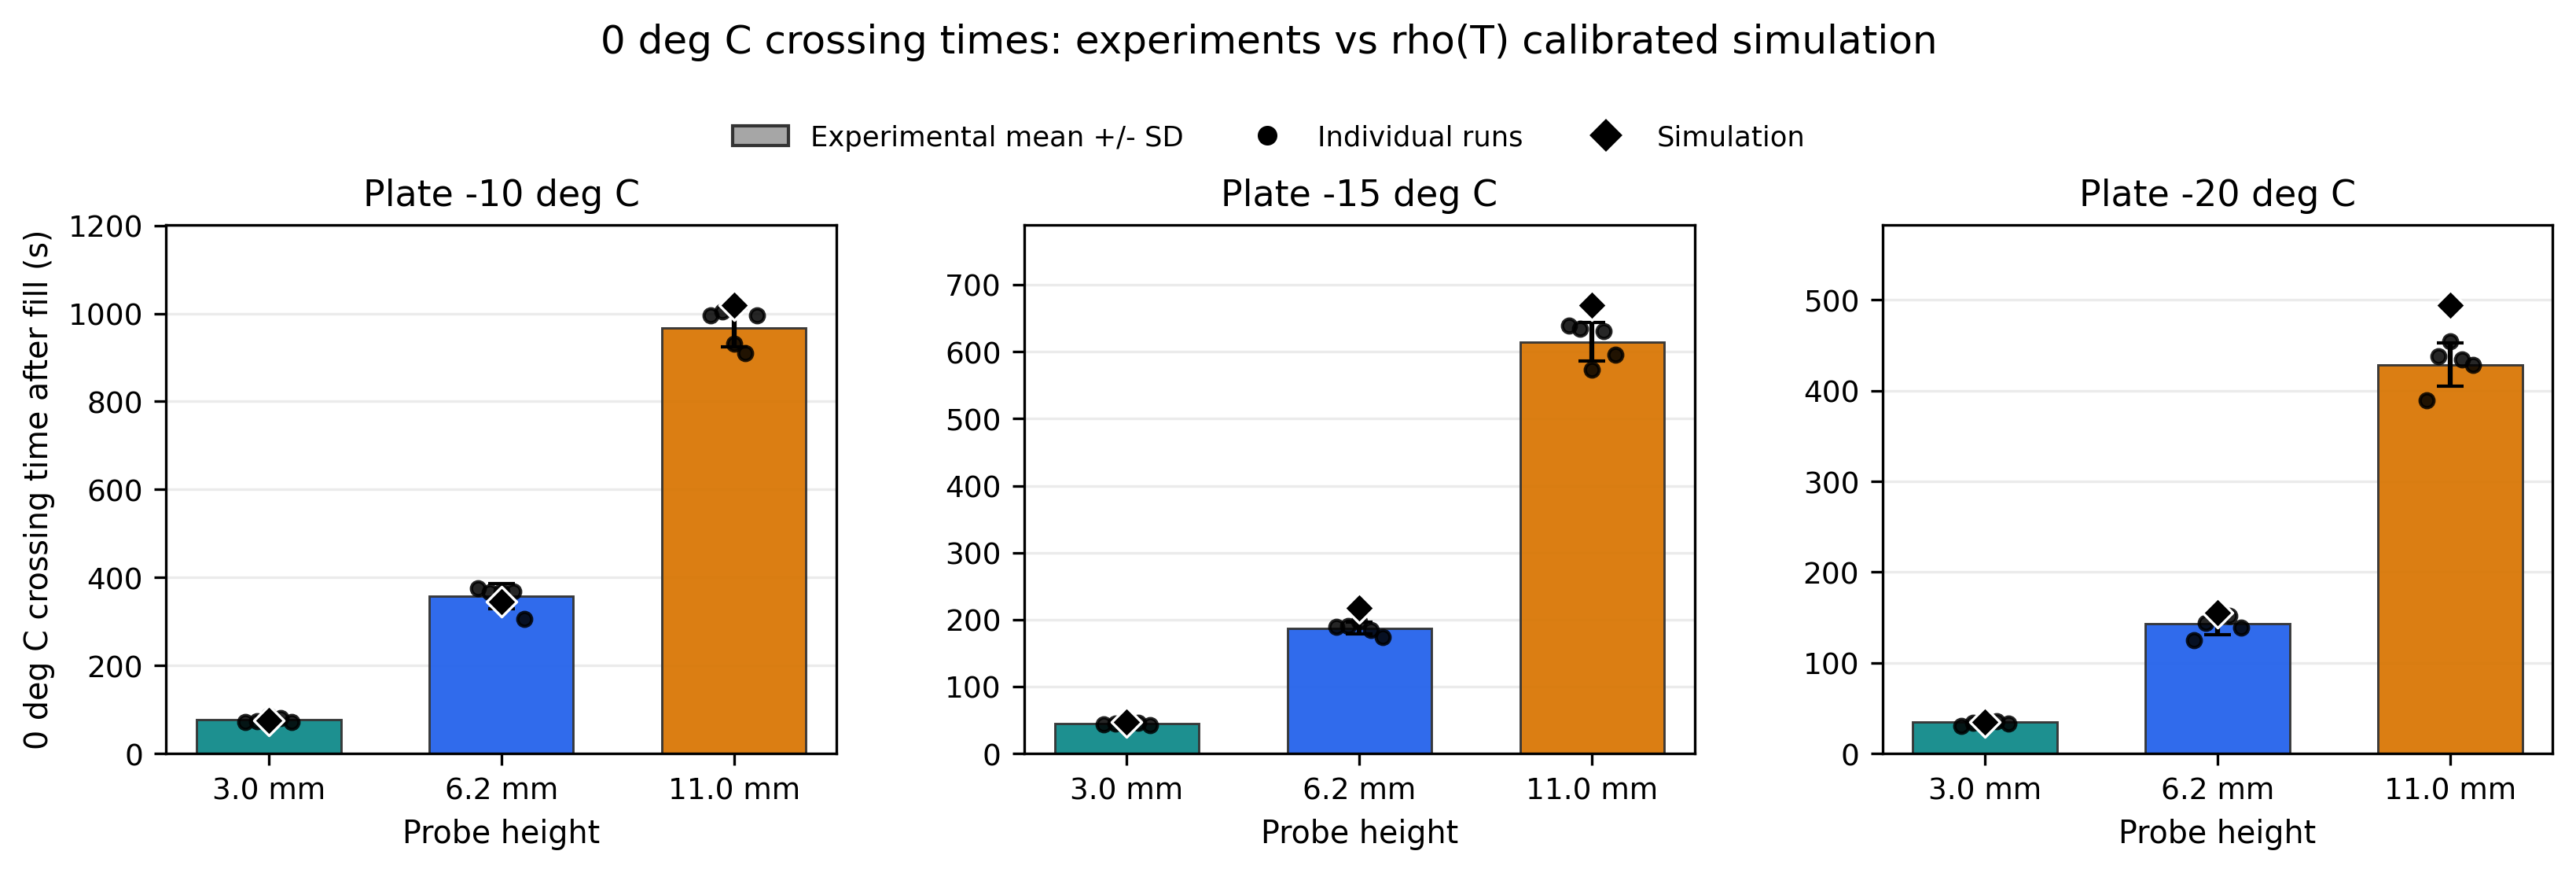 0 deg C crossing times: experiments vs rho(T) calibrated simulation
Experimental mean +/- SD
Individual runs
Simulation
Plate -10 deg C
Plate -15 deg C
Plate -20 deg C
0 deg C crossing time after fill (s)
1200
1000
800
600
400
200
0
3.0 mm
6.2 mm
11.0 mm
Probe height
700
600
500
400
300
200
100
0
3.0 mm
6.2 mm
11.0 mm
Probe height
500
400
300
200
100
0
3.0 mm
6.2 mm
11.0 mm
Probe height